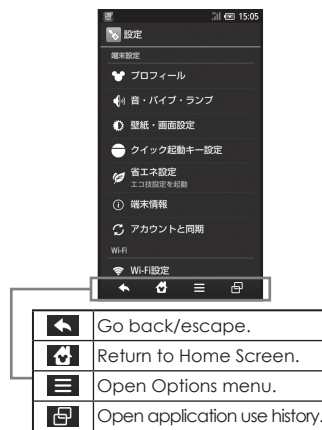 15:05
設定
端末設定
プロフィール
音・バイブ・ランプ
壁紙・画面設定
クイック起動キー設定
省エネ設定
エコ技設定を起動
端末情報
アカウントと同期
Wi-Fi
Wi-Fi設定
Go back/escape.
Return to Home Screen.
Open Options menu.
Open application use history.